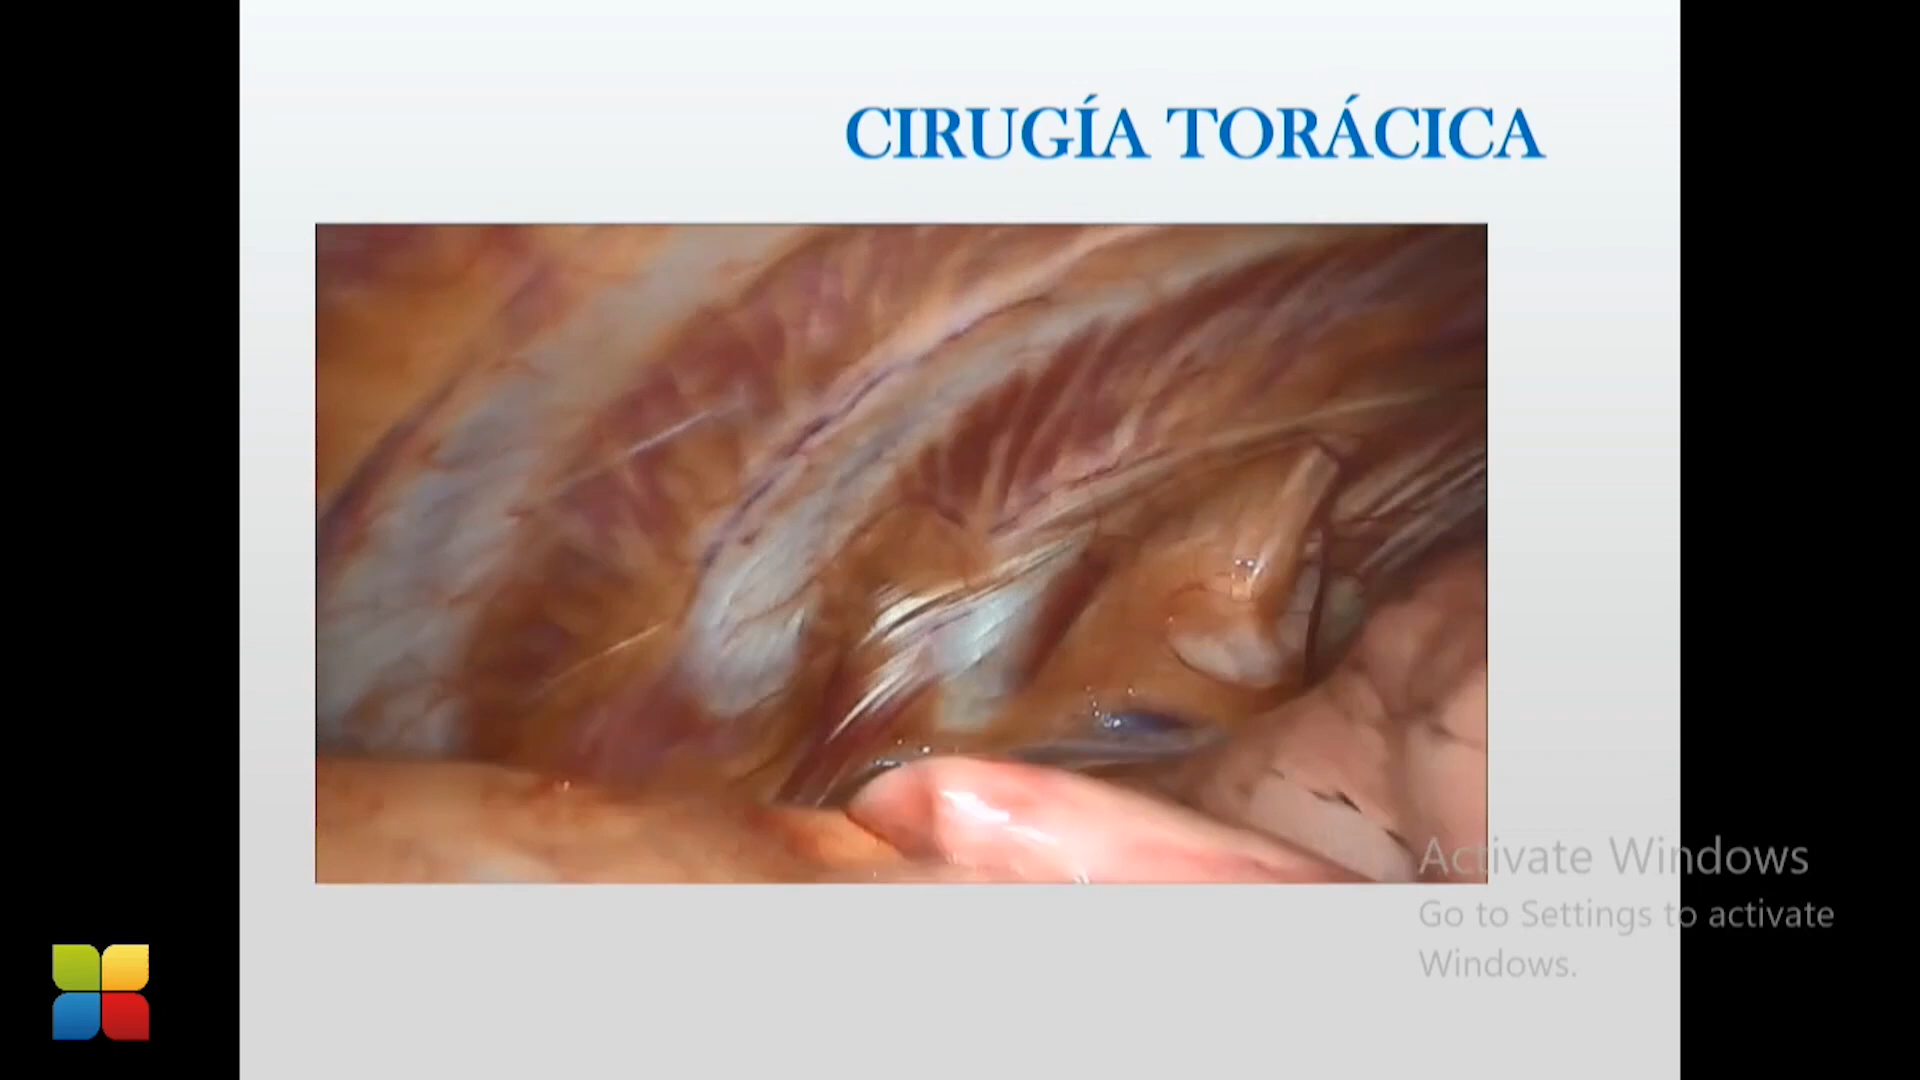 CIRUGÍA TORÁCICA
Activate Windows
Go to Settings to activate
Windows.